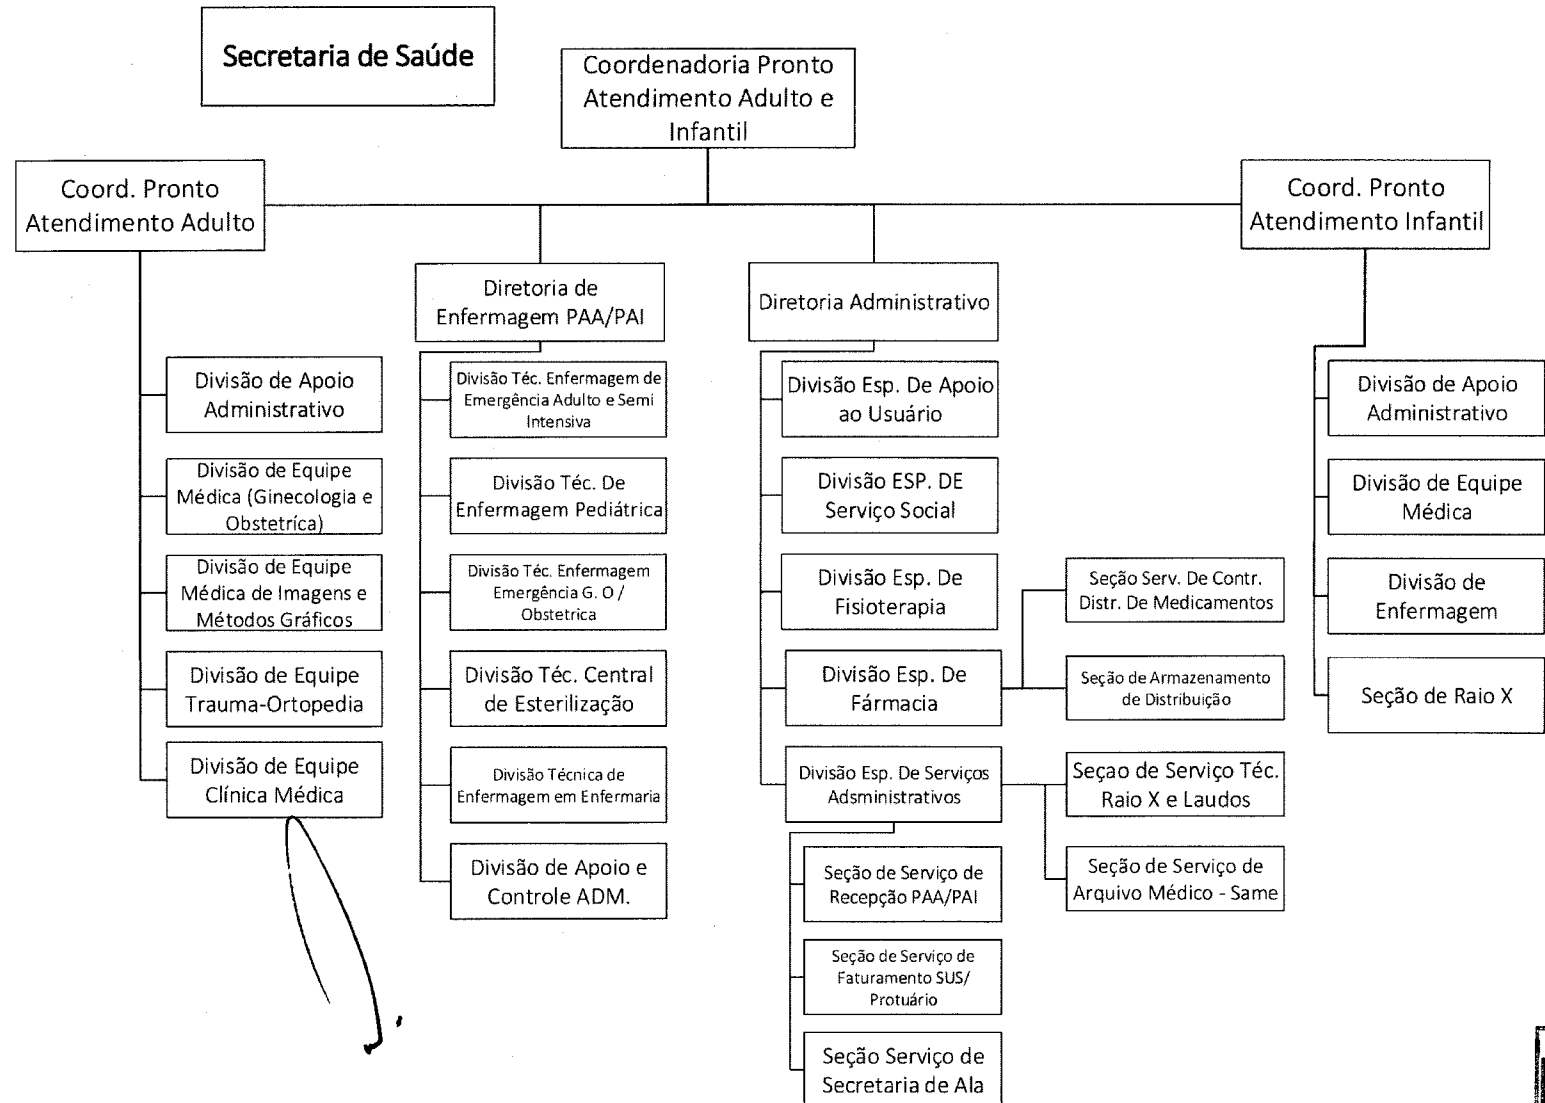 Secretaria de Saúde
Coordenadoria Pronto
Atendimento Adulto e
Infantil
Coord. Pronto
Atendimento Adulto
Coord. Pronto
Atendimento Infantil
Diretoria de
Enfermagem PAA/PAI
Diretoria Administrativo
Divisão de Apoio
Administrativo
Divisão de Equipe
Médica (Ginecologia e
Obstetríca)
Divisão de Equipe
Médica de Imagens e
Métodos Gráficos
Divisão de Equipe
Trauma-Ortopedia
Divisão de Equipe
Clínica Médica
Divisão Téc. Enfermagem de
Emergência Adulto e Semi
Intensiva
Divisão Téc. De
Enfermagem Pediátrica
Divisão Téc. Enfermagem
Emergência G. O /
Obstetrica
Divisão Téc. Central
de Esterilização
Divisão Técnica de
Enfermagem em Enfermaria
Divisão de Apoio e
Controle ADM.
Divisão Esp. De Apoio
ao Usuário
Divisão ESP. DE
Serviço Social
Divisão Esp. De
Fisioterapia
Divisão Esp. De
Fármacia
Divisão Esp. De Serviços
Adsministrativos
Seção de Serviço de
Recepção PAA/PAI
Seção de Serviço de
Faturamento SUS/
Protuário
Seção Serviço de
Secretaria de Ala
Seção Serv. De Contr.
Distr. De Medicamentos
Seção de Armazenamento
de Distribuição
Seçao de Serviço Téc.
Raio X e Laudos
Seção de Serviço de
Arquivo Médico - Same
Divisão de Apoio
Administrativo
Divisão de Equipe
Médica
Divisão de
Enfermagem
Seção de Raio X